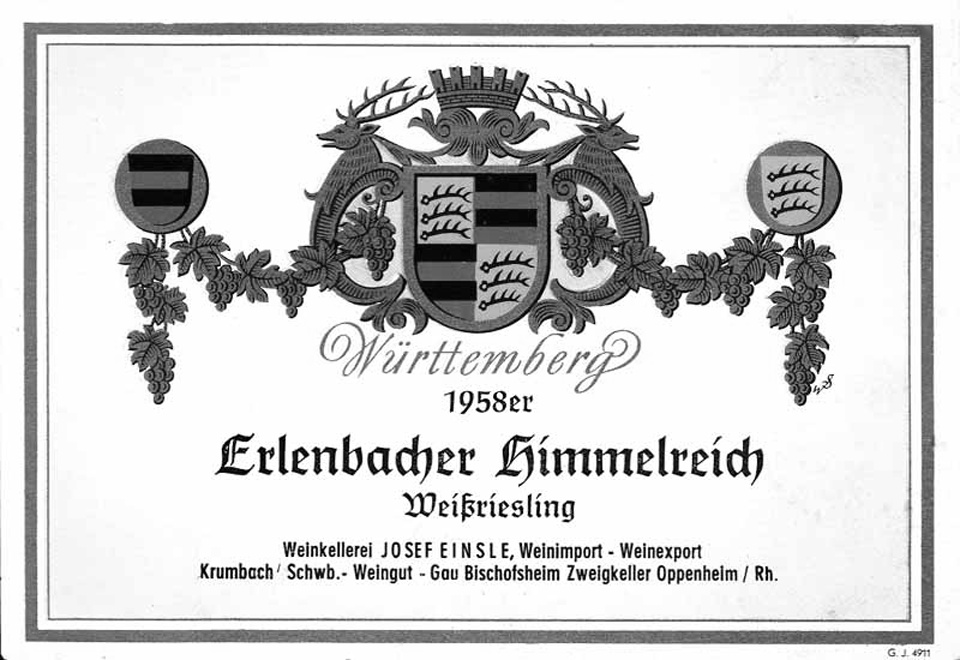 Württemberg
1958er
Erlenbacher Himmelreich
Weißriesling
Weinkellerei JOSEF EINSLE, Weinimport - Weinexport
Krumbach/ Schwb.- Weingut - Gau Bischofsheim Zweigkeller Oppenheim / Rh.
G. J. 4911